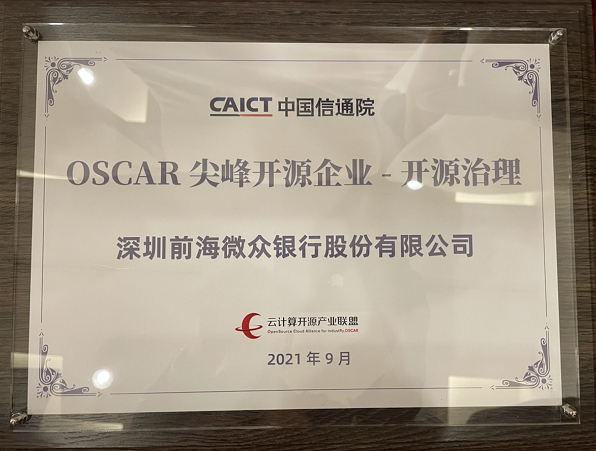 CAICT 中国信通院
OSCAR 尖峰开源企业 - 开源治理
深圳前海微众银行股份有限公司
云计算开源产业联盟
OpenSource Cloud Alliance for industRy,OSCAR
2021 年 9 月